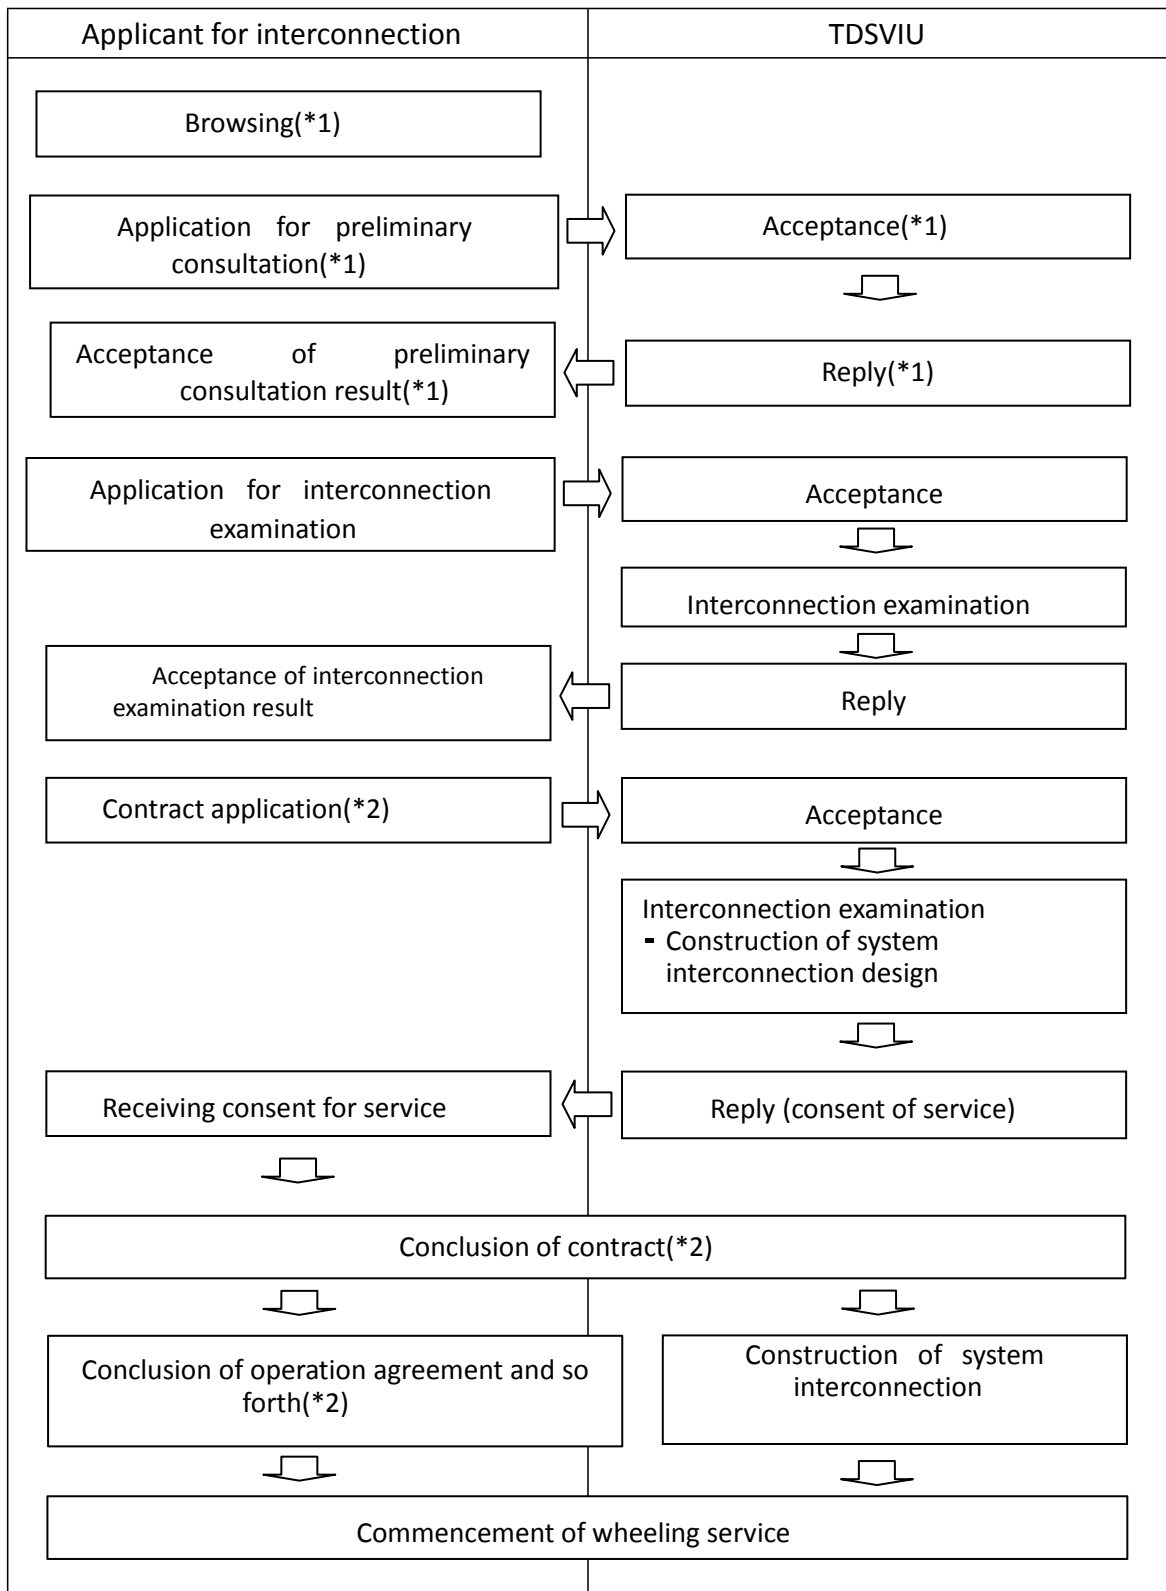 Applicant for interconnection
TDSVIU
Browsing(*1)
Application for preliminary
consultation(*1)
Acceptance(*1)
Acceptance of preliminary
consultation result(*1)
Reply(*1)
Application for interconnection
examination
Acceptance
Interconnection examination
Acceptance of interconnection
examination result
Reply
Contract application(*2)
Acceptance
Interconnection examination
- Construction of system
interconnection design
Receiving consent for service
Reply (consent of service)
Conclusion of contract(*2)
Conclusion of operation agreement and so
forth(*2)
Construction of system
interconnection
Commencement of wheeling service